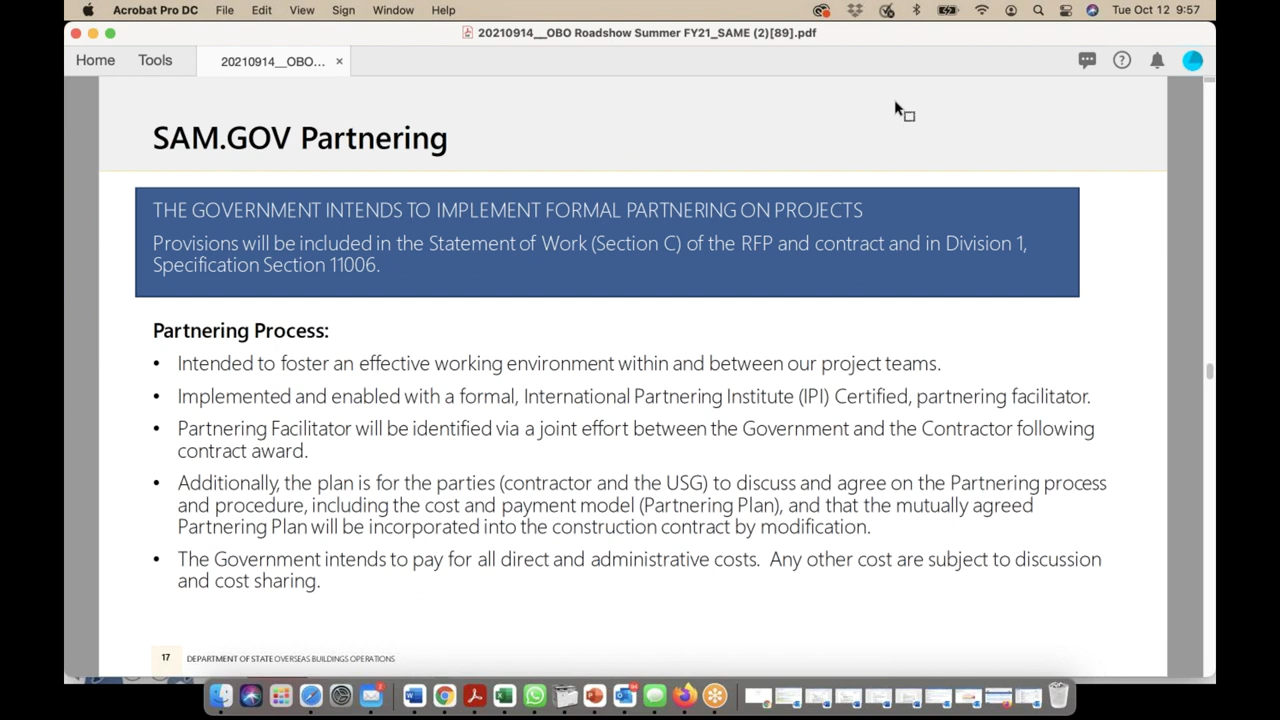 Acrobat Pro DC File Edit View Sign Window Help Tue Oct 12 9:57
20210914__OBO Roadshow Summer FY21_SAME (2)[89].pdf
Home Tools 20210914__OBO... ×
SAM.GOV Partnering
THE GOVERNMENT INTENDS TO IMPLEMENT FORMAL PARTNERING ON PROJECTS
Provisions will be included in the Statement of Work (Section C) of the RFP and contract and in Division 1,
Specification Section 11006.
Partnering Process:
• Intended to foster an effective working environment within and between our project teams.
• Implemented and enabled with a formal, International Partnering Institute (IPI) Certified, partnering facilitator.
• Partnering Facilitator will be identified via a joint effort between the Government and the Contractor following
contract award.
• Additionally, the plan is for the parties (contractor and the USG) to discuss and agree on the Partnering process
and procedure, including the cost and payment model (Partnering Plan), and that the mutually agreed
Partnering Plan will be incorporated into the construction contract by modification.
• The Government intends to pay for all direct and administrative costs.  Any other cost are subject to discussion
and cost sharing.
17 DEPARTMENT OF STATE OVERSEAS BUILDINGS OPERATIONS